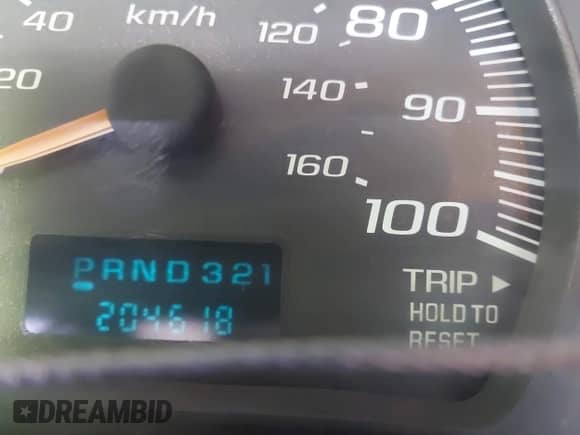 40 km/h 120 80
20 140 90
160
100
PRND321 TRIP ►
204618 HOLD TO
RESET
DREAMBID